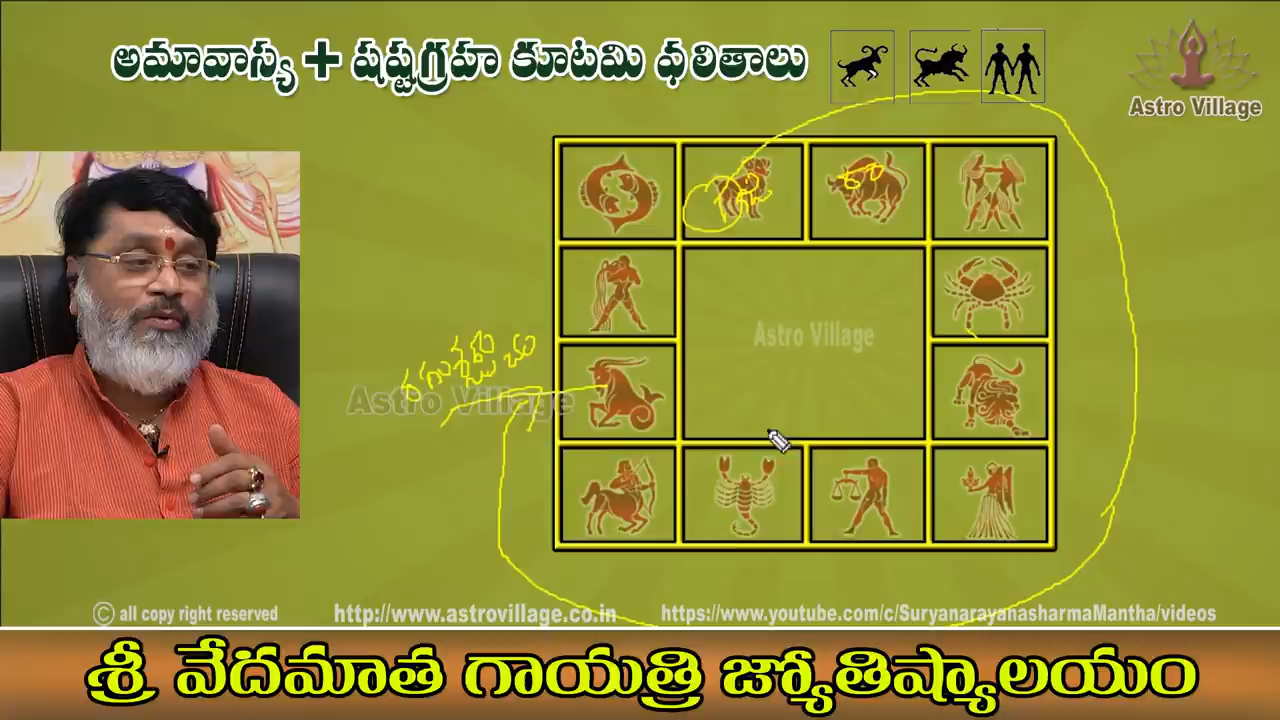 అమావాస్య + షష్టగ్రహ కూటమి ఫలితాలు
Astro Village
Astro Village
Astro Village
© all copy right reserved
http://www.astrovillage.co.in
https://www.youtube.com/c/SuryanarayanasharmaMantha/videos
శ్రీ వేదమాత గాయత్రి జ్యోతిష్యాలయం